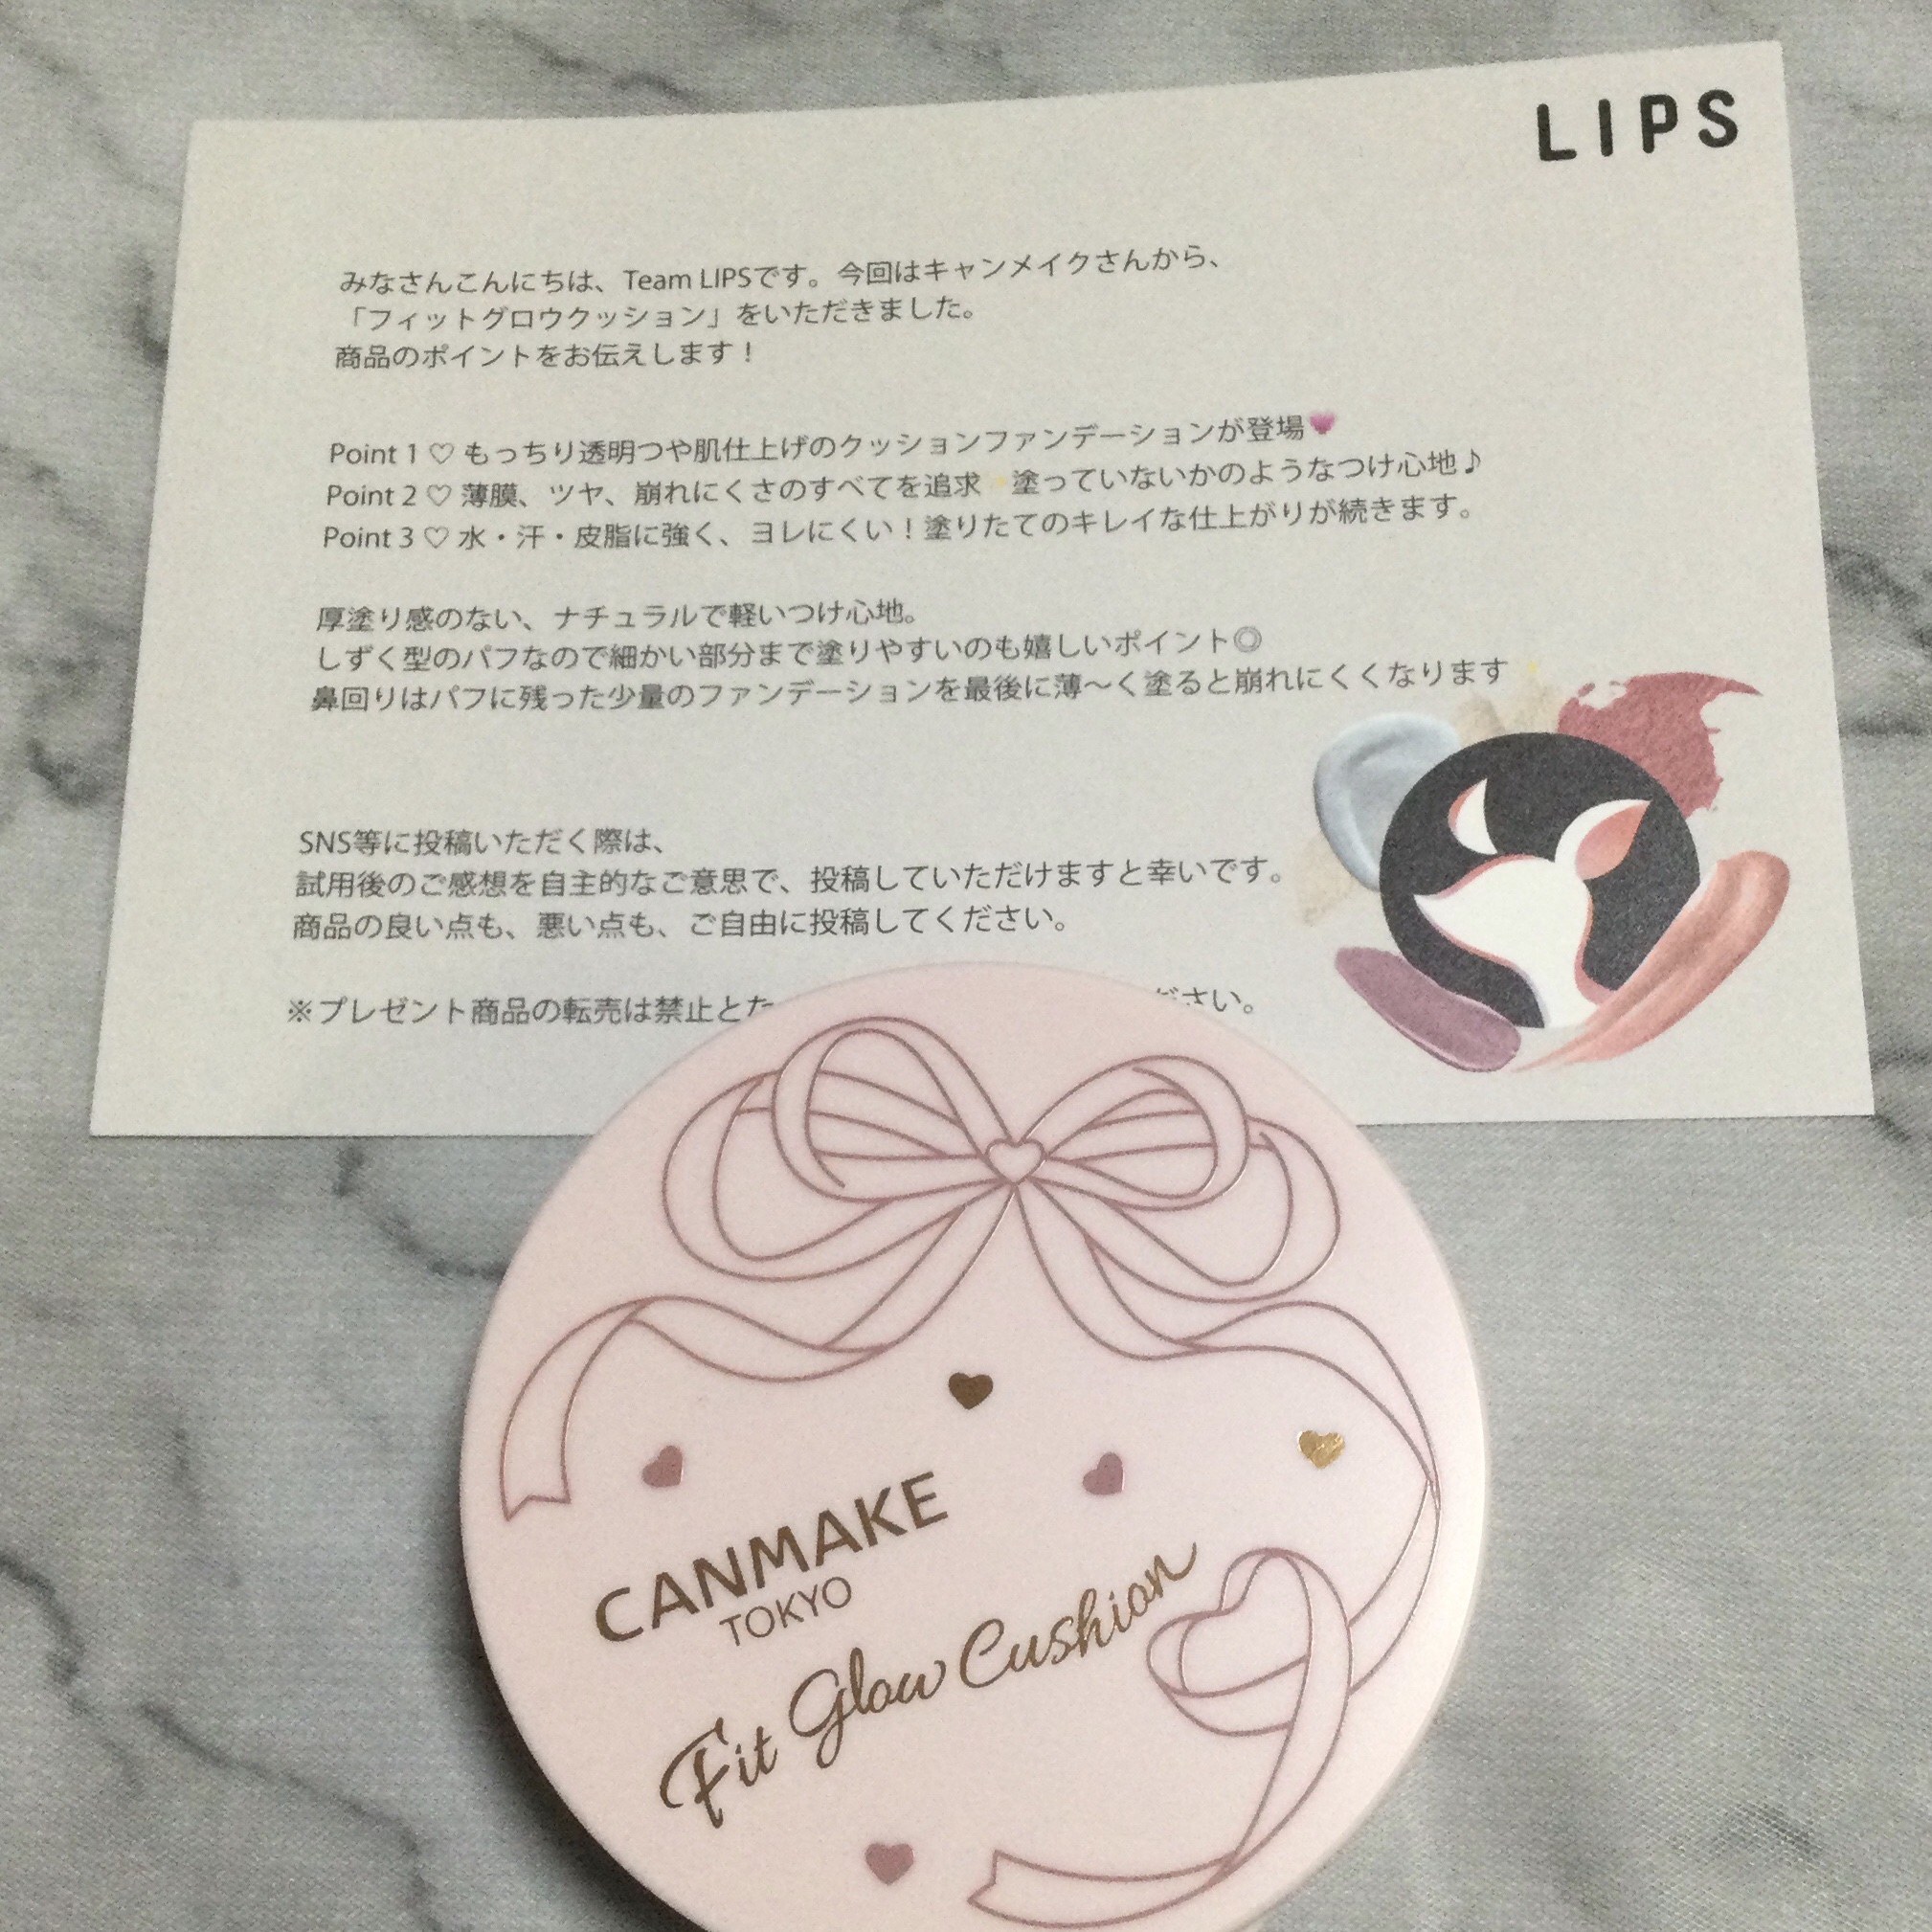 LIPS
みなさんこんにちは、Team LIPSです。今回はキャンメイクさんから、
「フィットグロウクッション」をいただきました。
商品のポイントをお伝えします！
Point 1 ♡ もっちり透明つや肌仕上げのクッションファンデーションが登場💗
Point 2 ♡ 薄膜、ツヤ、崩れにくさのすべてを追求✨塗っていないかのようなつけ心地♪
Point 3 ♡ 水・汗・皮脂に強く、ヨレにくい！塗りたてのキレイな仕上がりが続きます。
厚塗り感のない、ナチュラルで軽いつけ心地。
しずく型のパフなので細かい部分まで塗りやすいのも嬉しいポイント◎
鼻回りはパフに残った少量のファンデーションを最後に薄〜く塗ると崩れにくくなります✨
SNS等に投稿いただく際は、
試用後のご感想を自主的なご意思で、投稿していただけますと幸いです。
商品の良い点も、悪い点も、ご自由に投稿してください。
※プレゼント商品の転売は禁止とた ださい。
CANMAKE
TOKYO
Fit Glow Cushion